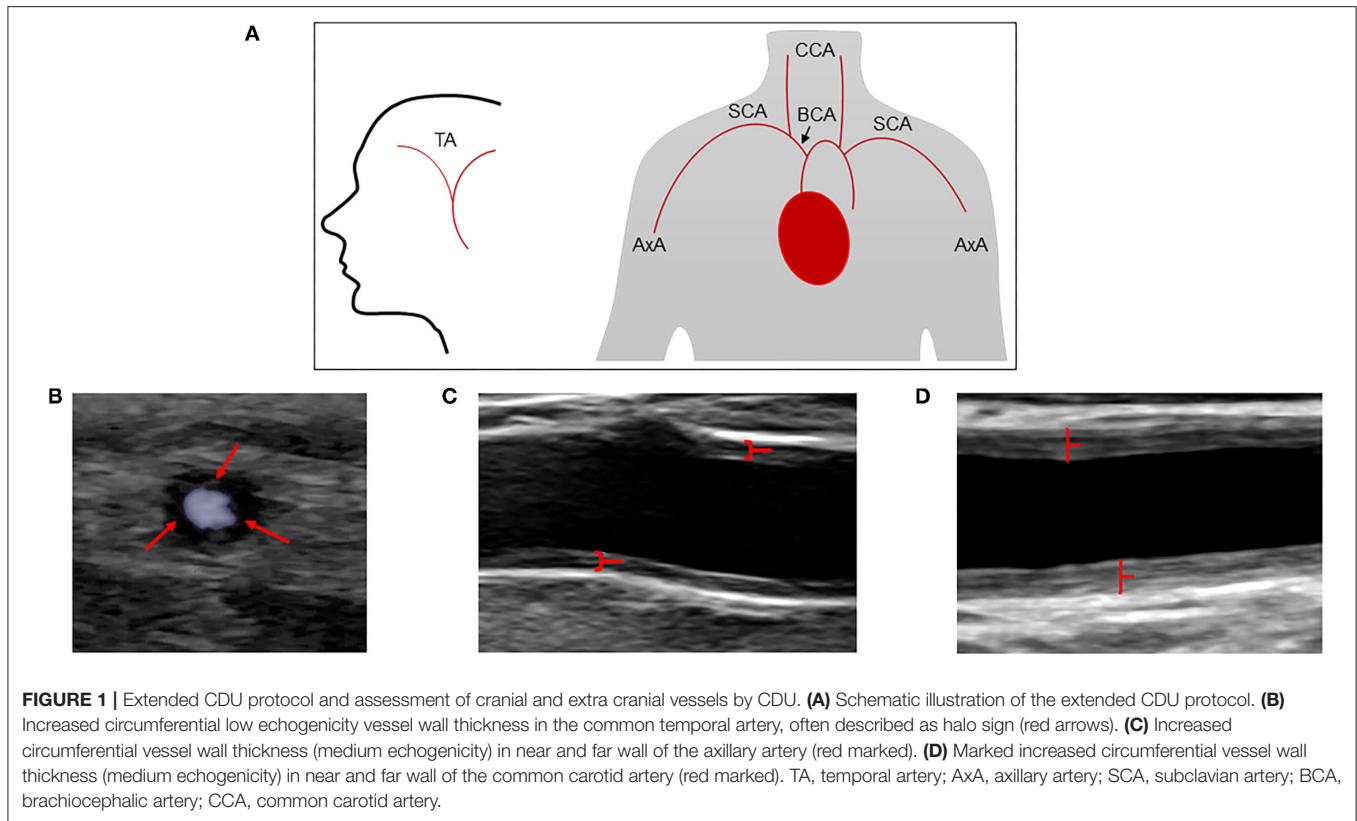 A
CCA
SCA
BCA
SCA
TA
AxA
AxA
B
C
D
FIGURE 1 | Extended CDU protocol and assessment of cranial and extra cranial vessels by CDU. (A) Schematic illustration of the extended CDU protocol. (B)
Increased circumferential low echogenicity vessel wall thickness in the common temporal artery, often described as halo sign (red arrows). (C) Increased
circumferential vessel wall thickness (medium echogenicity) in near and far wall of the axillary artery (red marked). (D) Marked increased circumferential vessel wall
thickness (medium echogenicity) in near and far wall of the common carotid artery (red marked). TA, temporal artery; AxA, axillary artery; SCA, subclavian artery; BCA,
brachiocephalic artery; CCA, common carotid artery.